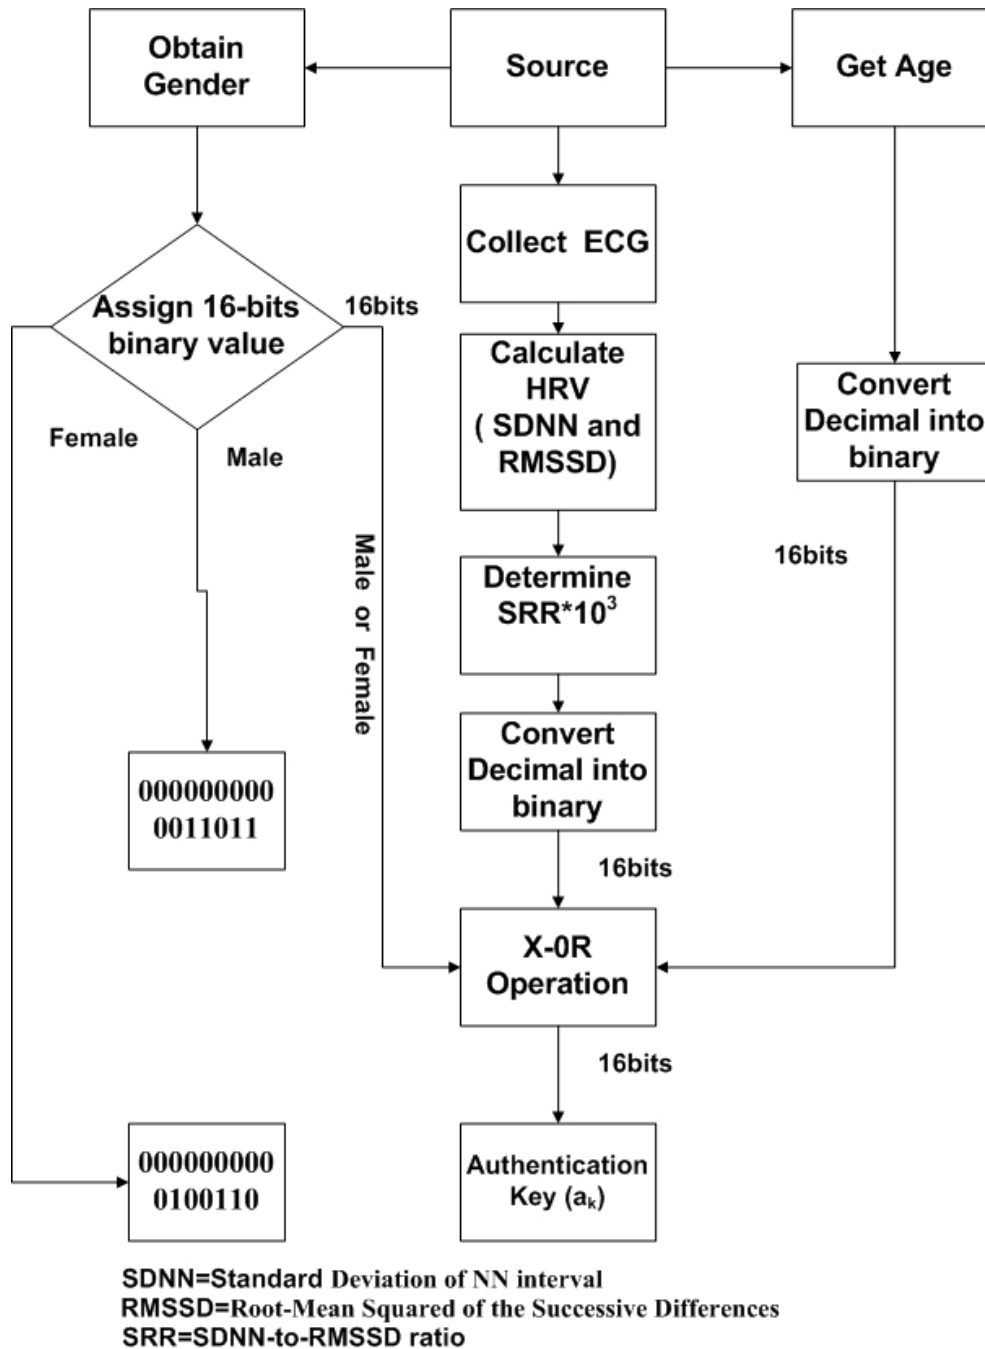 Obtain
Gender
Source
Get Age
Collect ECG
Assign 16-bits
binary value
16bits
Female
Male
Calculate
HRV
( SDNN and
RMSSD)
Convert
Decimal into
binary
16bits
Male or Female
Determine
SRR*10³
Convert
Decimal into
binary
16bits
000000000
0011011
X-0R
Operation
16bits
000000000
0100110
Authentication
Key (aₖ)
SDNN=Standard Deviation of NN interval
RMSSD=Root-Mean Squared of the Successive Differences
SRR=SDNN-to-RMSSD ratio